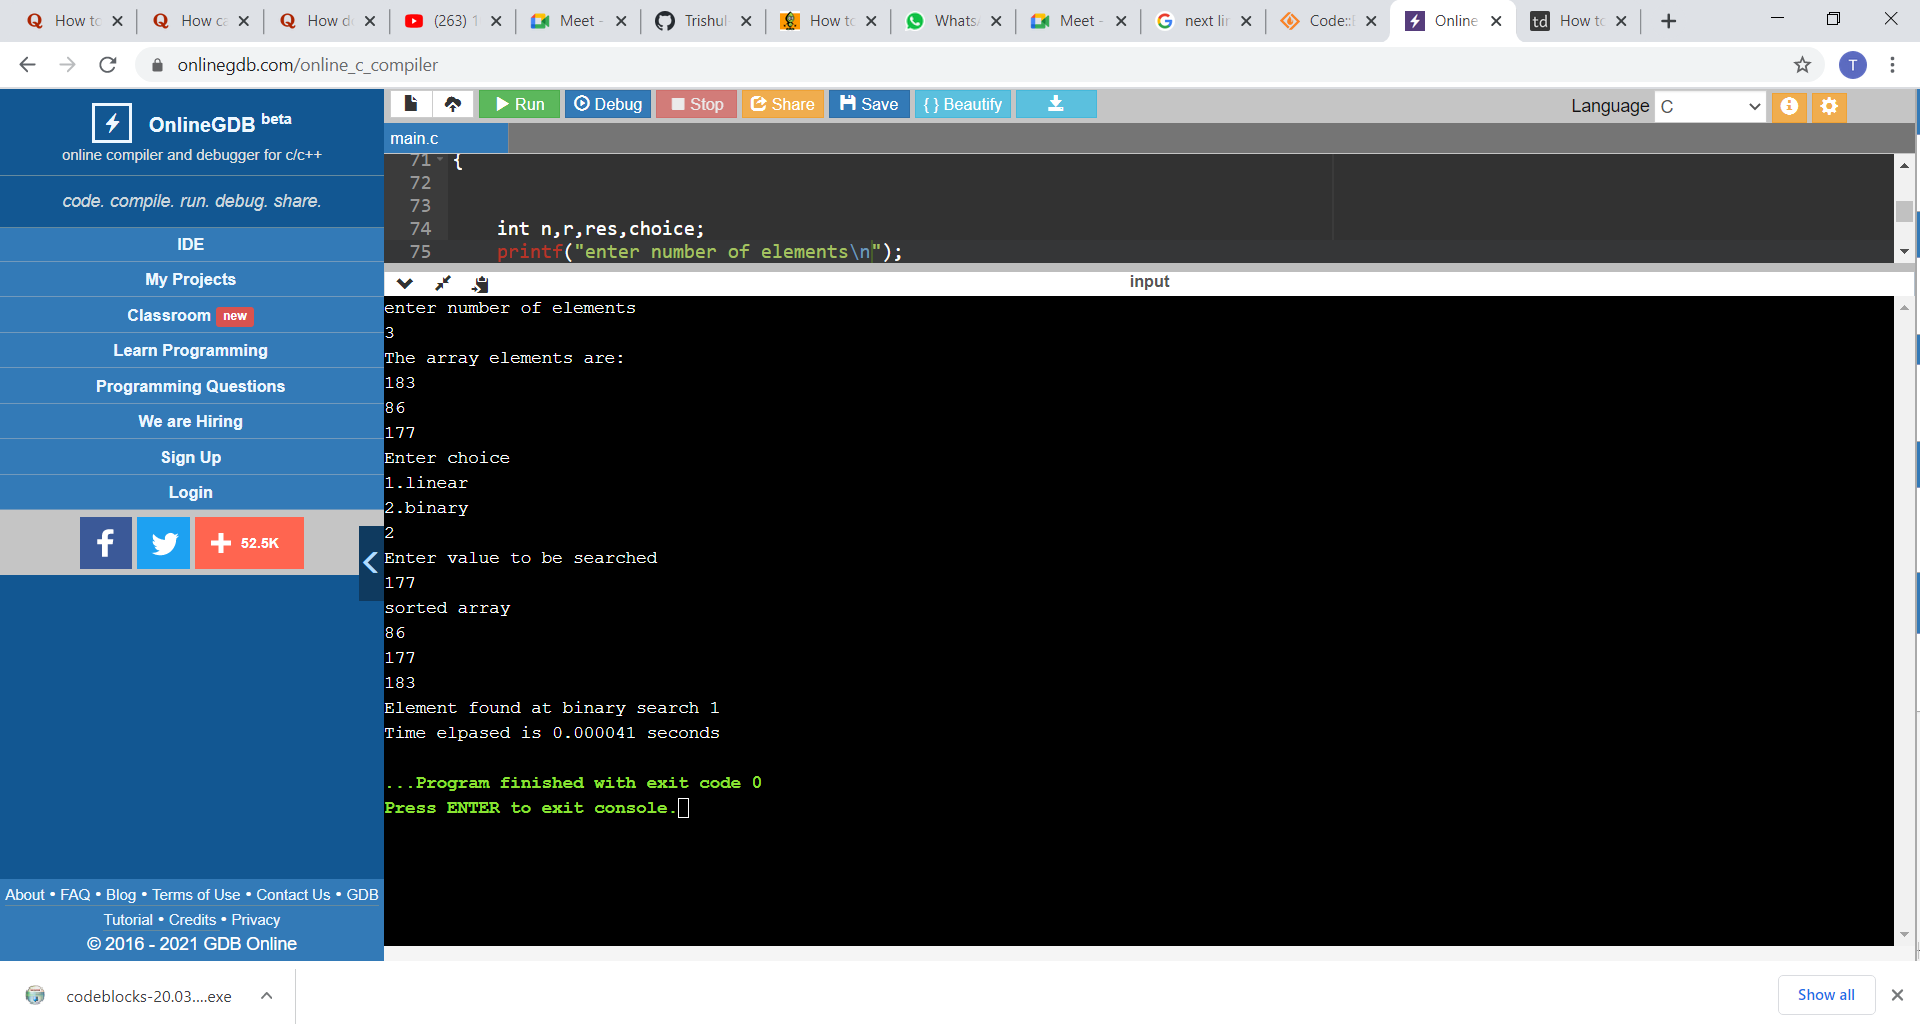 How to
How ca
How do
(263) 1
Meet -
Trishul-
How to
WhatsA
Meet -
next lin
Code::B
Online
How to
onlinegdb.com/online_c_compiler
T
OnlineGDB beta
online compiler and debugger for c/c++
code. compile. run. debug. share.
IDE
My Projects
Classroom new
Learn Programming
Programming Questions
We are Hiring
Sign Up
Login
52.5K
About • FAQ • Blog • Terms of Use • Contact Us • GDB
Tutorial • Credits • Privacy
© 2016 - 2021 GDB Online
Run Debug Stop Share Save { } Beautify
Language C
main.c
71 {
72
73
74 int n,r,res,choice;
75 printf("enter number of elements\n");
input
enter number of elements
3
The array elements are:
183
86
177
Enter choice
1.linear
2.binary
2
Enter value to be searched
177
sorted array
86
177
183
Element found at binary search 1
Time elpased is 0.000041 seconds
...Program finished with exit code 0
Press ENTER to exit console.
codeblocks-20.03....exe
Show all